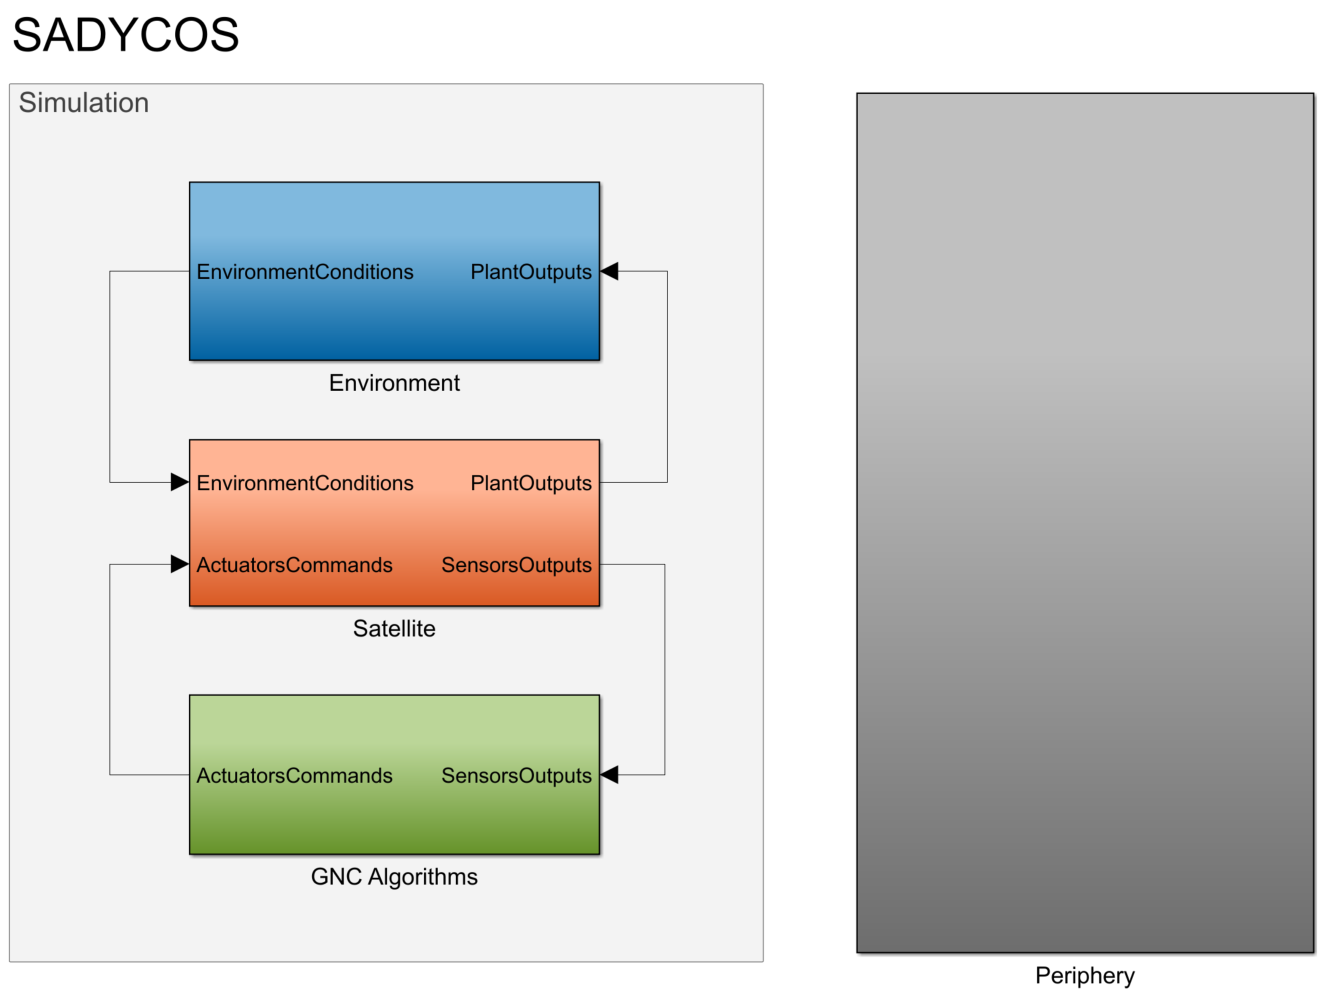 SADYCOS
Simulation
EnvironmentConditions PlantOutputs
Environment
EnvironmentConditions PlantOutputs
ActuatorsCommands SensorsOutputs
Satellite
ActuatorsCommands SensorsOutputs
GNC Algorithms
Periphery